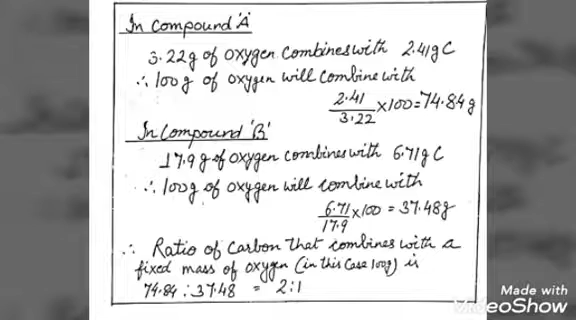 In Compound 'A'
3.22g of oxygen combines with 2.41g C
∴ 100g of oxygen will combine with
2.41/3.22 × 100 = 74.84 g
In Compound 'B'
17.9 g of oxygen combines with 6.71g C
∴ 100g of oxygen will combine with
6.71/17.9 × 100 = 37.48g
∴ Ratio of Carbon that combines with a
fixed mass of oxygen (in this case 100g) is
74.84 : 37.48 = 2:1
Made with
VideoShow